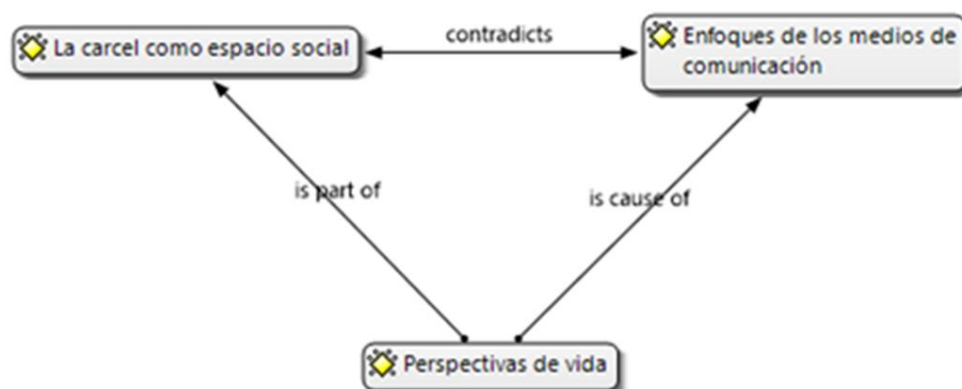 La carcel como espacio social
contradicts
Enfoques de los medios de
comunicación
is part of
is cause of
Perspectivas de vida